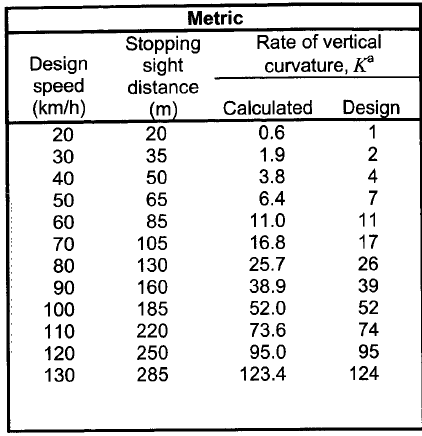 Metric
Design speed (km/h) Stopping sight distance (m) Rate of vertical curvature, Kᵃ
Calculated Design
20 20 0.6 1
30 35 1.9 2
40 50 3.8 4
50 65 6.4 7
60 85 11.0 11
70 105 16.8 17
80 130 25.7 26
90 160 38.9 39
100 185 52.0 52
110 220 73.6 74
120 250 95.0 95
130 285 123.4 124